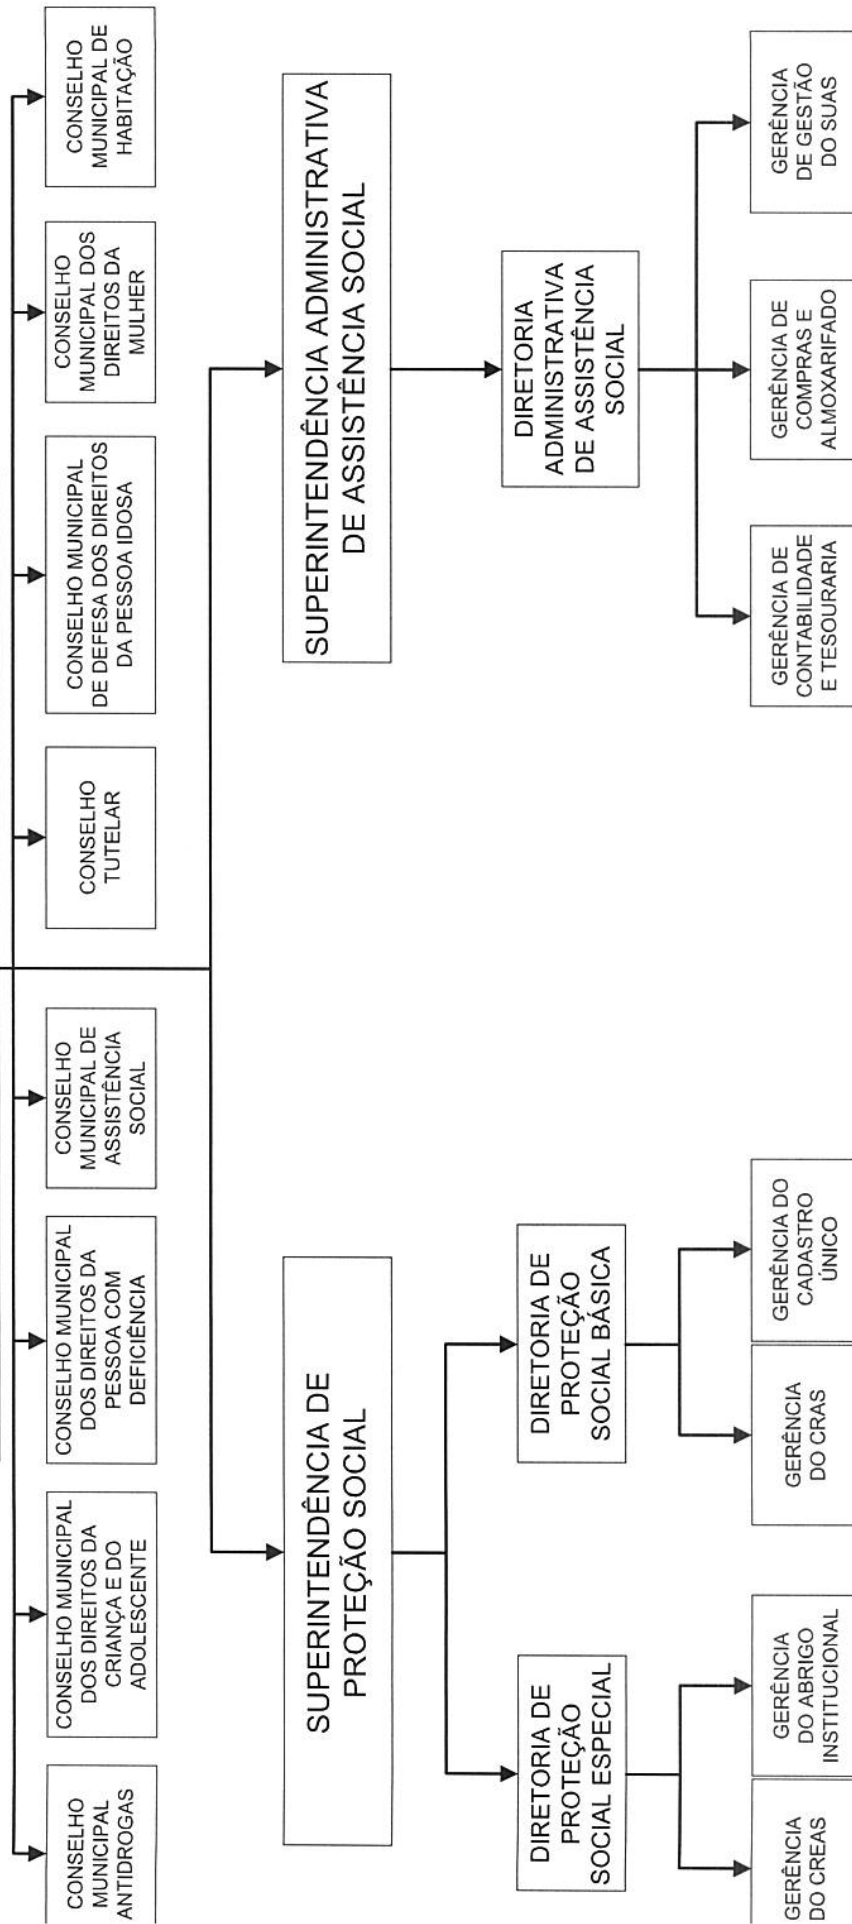 CONSELHO
MUNICIPAL
ANTIDROGAS
CONSELHO MUNICIPAL
DOS DIREITOS DA
CRIANÇA E DO
ADOLESCENTE
CONSELHO MUNICIPAL
DOS DIREITOS DA
PESSOA COM
DEFICIÊNCIA
CONSELHO
MUNICIPAL DE
ASSISTÊNCIA
SOCIAL
CONSELHO
TUTELAR
CONSELHO MUNICIPAL
DE DEFESA DOS DIREITOS
DA PESSOA IDOSA
CONSELHO
MUNICIPAL DOS
DIREITOS DA
MULHER
CONSELHO
MUNICIPAL DE
HABITAÇÃO
SUPERINTENDÊNCIA DE
PROTEÇÃO SOCIAL
SUPERINTENDÊNCIA ADMINISTRATIVA
DE ASSISTÊNCIA SOCIAL
DIRETORIA DE
PROTEÇÃO
SOCIAL ESPECIAL
DIRETORIA DE
PROTEÇÃO
SOCIAL BÁSICA
DIRETORIA
ADMINISTRATIVA
DE ASSISTÊNCIA
SOCIAL
GERÊNCIA
DO CREAS
GERÊNCIA
DO ABRIGO
INSTITUCIONAL
GERÊNCIA
DO CRAS
GERÊNCIA DO
CADASTRO
ÚNICO
GERÊNCIA DE
CONTABILIDADE
E TESOURARIA
GERÊNCIA DE
COMPRAS E
ALMOXARIFADO
GERÊNCIA
DE GESTÃO
DO SUAS